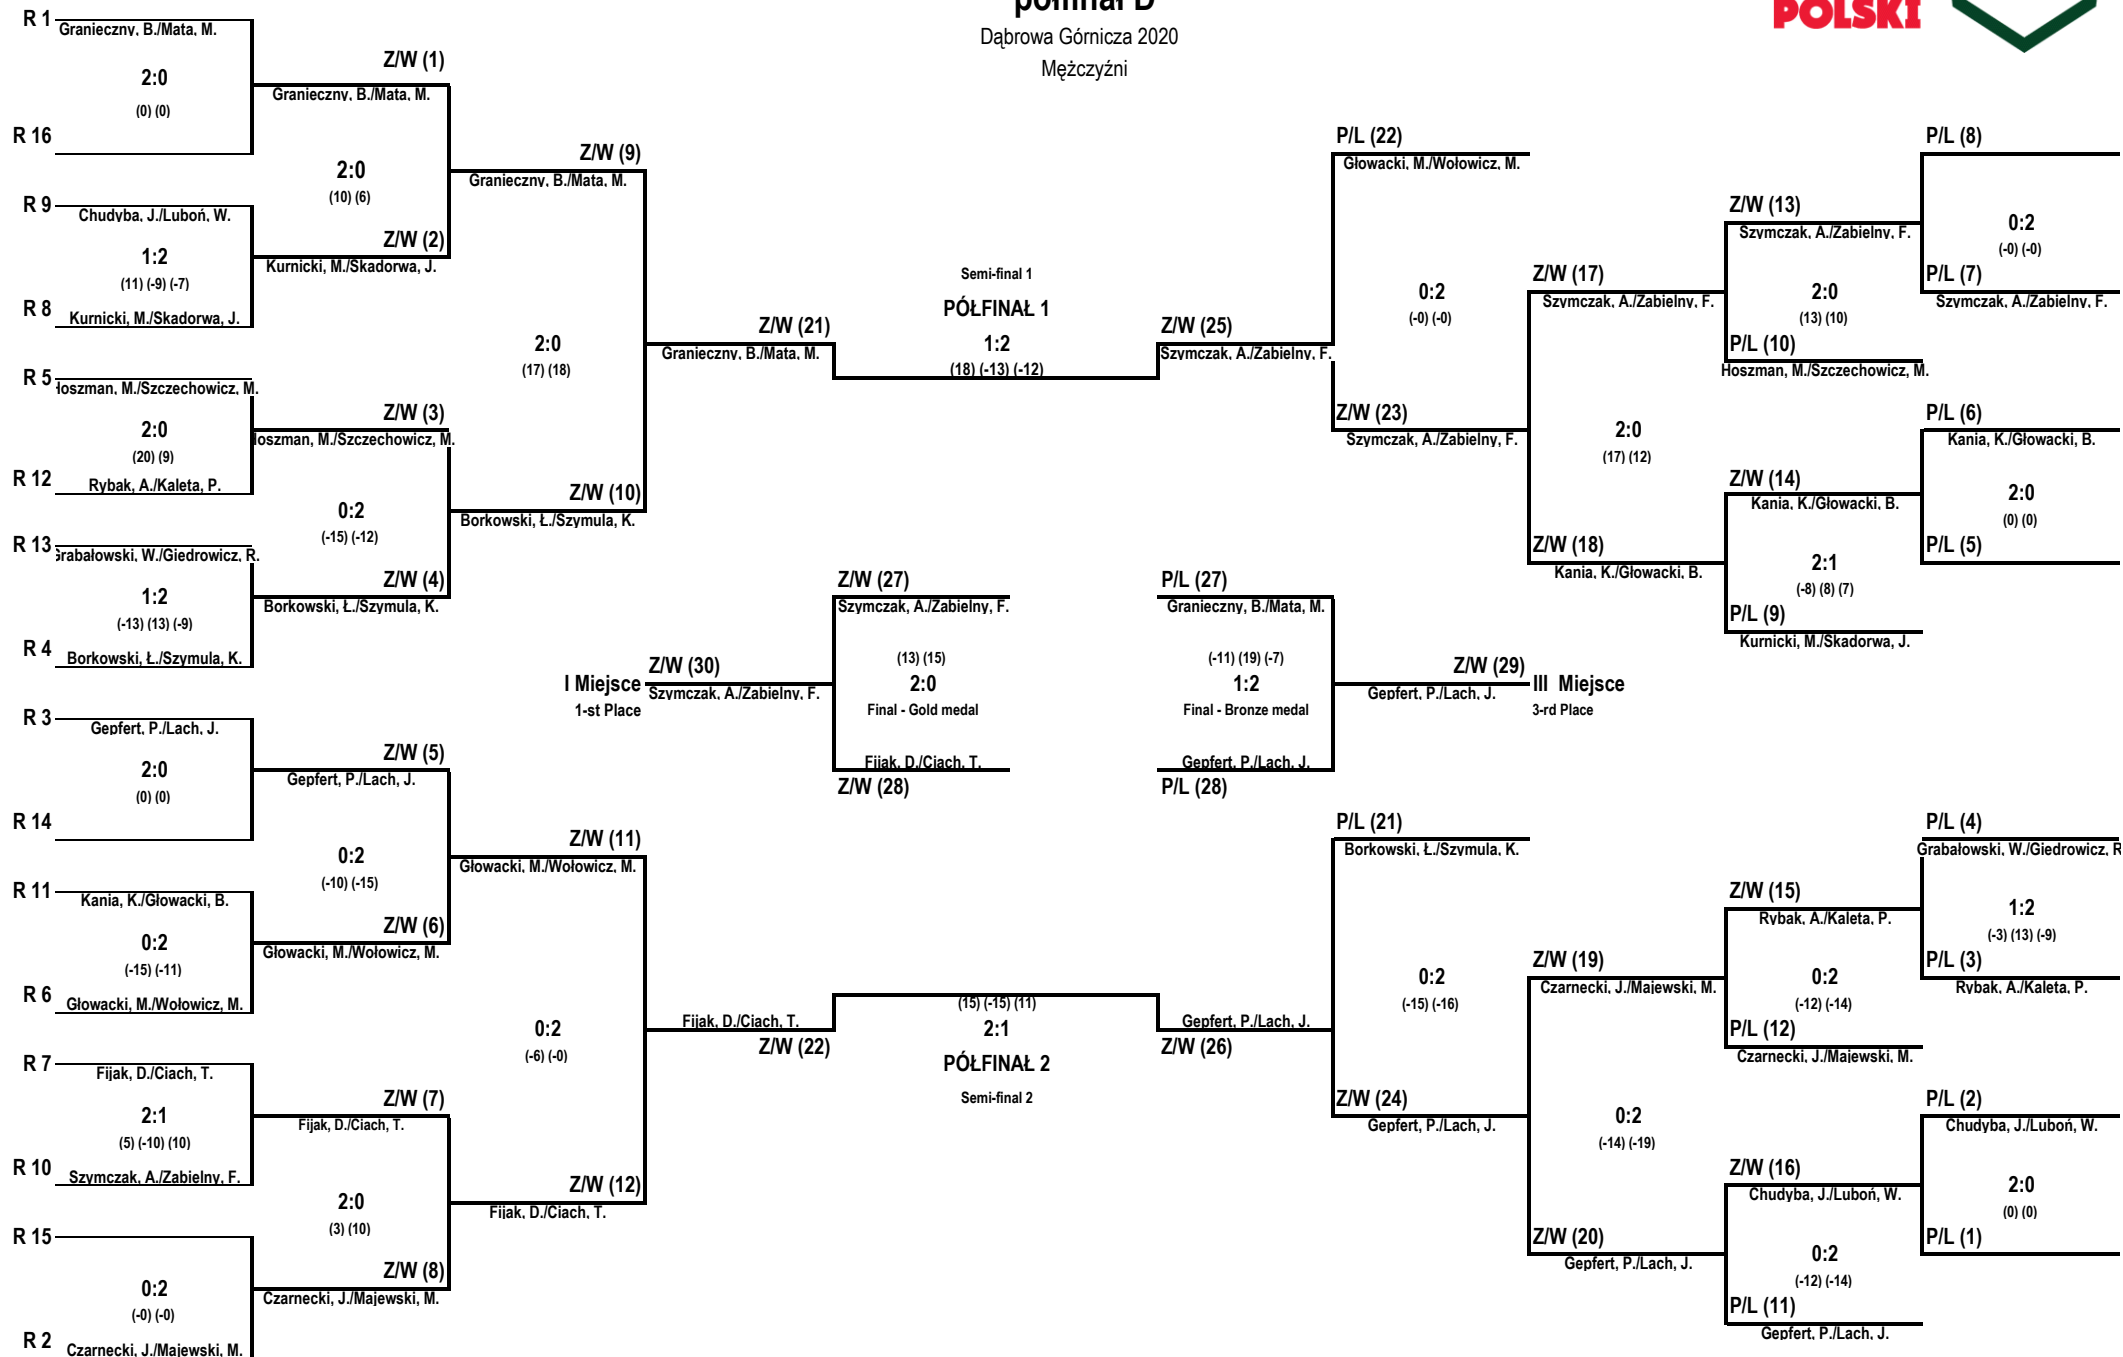 półfinał D
Dąbrowa Górnicza 2020
Mężczyźni
POLSKI
R 1
Granieczny, B./Mata, M.
2:0
(0) (0)
R 16
R 9
Chudyba, J./Luboń, W.
1:2
(11) (-9) (-7)
R 8
Kurnicki, M./Skadorwa, J.
R 5
Hoszman, M./Szczechowicz, M.
2:0
(20) (9)
R 12
Rybak, A./Kaleta, P.
R 13
Grabałowski, W./Giedrowicz, R.
1:2
(-13) (13) (-9)
R 4
Borkowski, Ł./Szymula, K.
R 3
Gepfert, P./Lach, J.
2:0
(0) (0)
R 14
R 11
Kania, K./Głowacki, B.
0:2
(-15) (-11)
R 6
Głowacki, M./Wołowicz, M.
R 7
Fijak, D./Ciach, T.
2:1
(5) (-10) (10)
R 10
Szymczak, A./Zabielny, F.
R 15
0:2
(-0) (-0)
R 2
Czarnecki, J./Majewski, M.
Z/W (1)
Granieczny, B./Mata, M.
2:0
(10) (6)
Z/W (2)
Kurnicki, M./Skadorwa, J.
Z/W (3)
Hoszman, M./Szczechowicz, M.
0:2
(-15) (-12)
Z/W (4)
Borkowski, Ł./Szymula, K.
Z/W (5)
Gepfert, P./Lach, J.
0:2
(-10) (-15)
Z/W (6)
Głowacki, M./Wołowicz, M.
Z/W (7)
Fijak, D./Ciach, T.
2:0
(3) (10)
Z/W (8)
Czarnecki, J./Majewski, M.
Z/W (9)
Granieczny, B./Mata, M.
2:0
(17) (18)
Z/W (10)
Borkowski, Ł./Szymula, K.
Z/W (11)
Głowacki, M./Wołowicz, M.
0:2
(-6) (-0)
Z/W (12)
Fijak, D./Ciach, T.
Z/W (21)
Granieczny, B./Mata, M.
Semi-final 1
PÓŁFINAŁ 1
1:2
(18) (-13) (-12)
Z/W (25)
Szymczak, A./Zabielny, F.
I Miejsce
1-st Place
Z/W (30)
Szymczak, A./Zabielny, F.
Z/W (27)
Szymczak, A./Zabielny, F.
(13) (15)
2:0
Final - Gold medal
Fijak, D./Ciach, T.
Z/W (28)
P/L (27)
Granieczny, B./Mata, M.
(-11) (19) (-7)
1:2
Final - Bronze medal
Gepfert, P./Lach, J.
P/L (28)
Z/W (29)
Gepfert, P./Lach, J.
III Miejsce
3-rd Place
Fijak, D./Ciach, T.
Z/W (22)
(15) (-15) (11)
2:1
PÓŁFINAŁ 2
Semi-final 2
Gepfert, P./Lach, J.
Z/W (26)
P/L (22)
Głowacki, M./Wołowicz, M.
0:2
(-0) (-0)
Z/W (23)
Szymczak, A./Zabielny, F.
P/L (21)
Borkowski, Ł./Szymula, K.
0:2
(-15) (-16)
Z/W (24)
Gepfert, P./Lach, J.
Z/W (17)
Szymczak, A./Zabielny, F.
2:0
(17) (12)
Z/W (18)
Kania, K./Głowacki, B.
Z/W (19)
Czarnecki, J./Majewski, M.
0:2
(-14) (-19)
Z/W (20)
Gepfert, P./Lach, J.
Z/W (13)
Szymczak, A./Zabielny, F.
2:0
(13) (10)
P/L (10)
Hoszman, M./Szczechowicz, M.
Z/W (14)
Kania, K./Głowacki, B.
2:1
(-8) (8) (7)
P/L (9)
Kurnicki, M./Skadorwa, J.
Z/W (15)
Rybak, A./Kaleta, P.
0:2
(-12) (-14)
P/L (12)
Czarnecki, J./Majewski, M.
Z/W (16)
Chudyba, J./Luboń, W.
0:2
(-12) (-14)
P/L (11)
Gepfert, P./Lach, J.
P/L (8)
0:2
(-0) (-0)
P/L (7)
Szymczak, A./Zabielny, F.
P/L (6)
Kania, K./Głowacki, B.
2:0
(0) (0)
P/L (5)
P/L (4)
Grabałowski, W./Giedrowicz, R
1:2
(-3) (13) (-9)
P/L (3)
Rybak, A./Kaleta, P.
P/L (2)
Chudyba, J./Luboń, W.
2:0
(0) (0)
P/L (1)